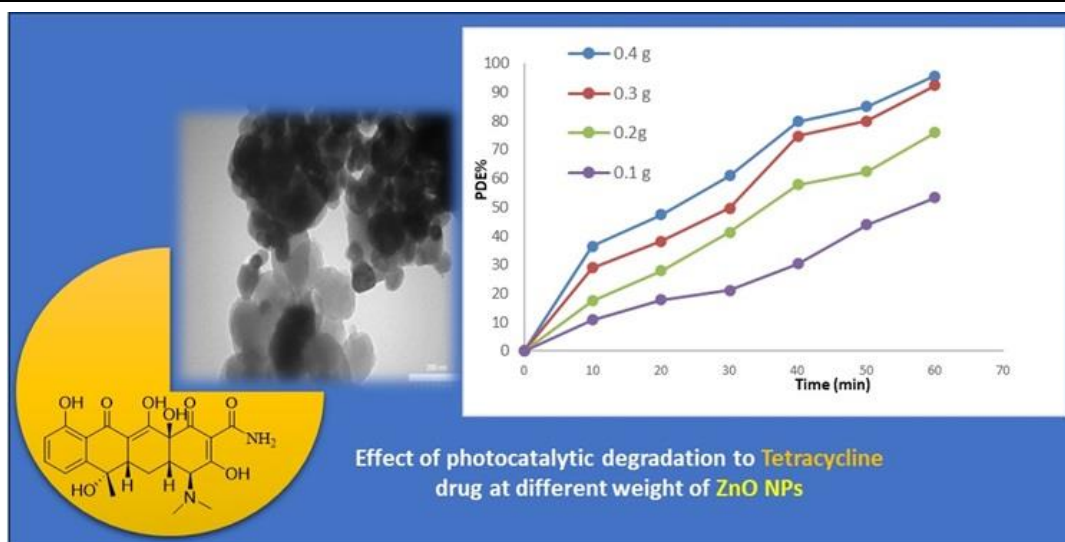 0.4 g
0.3 g
0.2g
0.1 g
PDE%
100
90
80
70
60
50
40
30
20
10
0
0 10 20 30 40 50 60 70
Time (min)
OH O OH O O
OH
NH₂
OH
HO H H
N
Effect of photocatalytic degradation to Tetracycline
drug at different weight of ZnO NPs